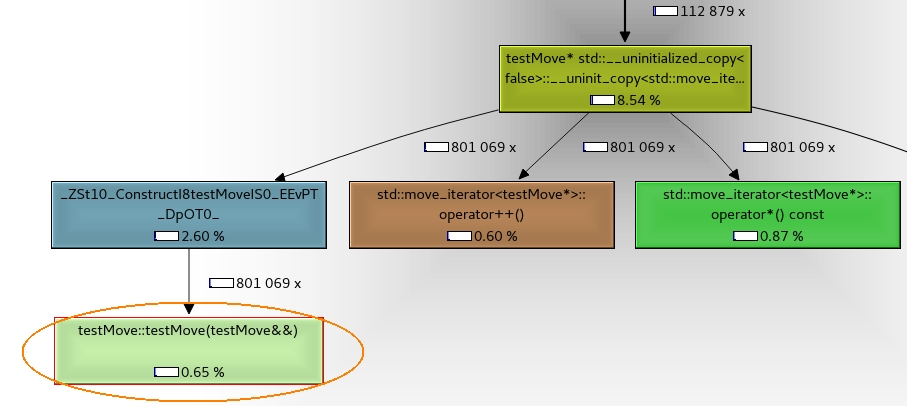 112 879 x
testMove* std::__uninitialized_copy<
false>::__uninit_copy<std::move_ite...
8.54 %
801 069 x
801 069 x
801 069 x
_ZSt10_ConstructI8testMoveIS0_EEvPT
_DpOT0_
2.60 %
std::move_iterator<testMove*>::
operator++()
0.60 %
std::move_iterator<testMove*>::
operator*() const
0.87 %
801 069 x
testMove::testMove(testMove&&)
0.65 %